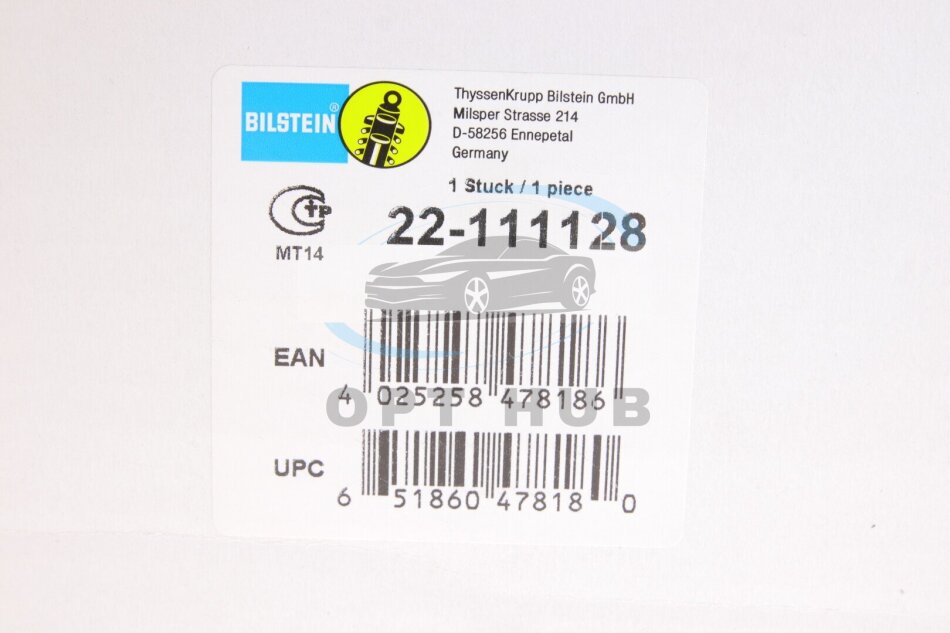 BILSTEIN®
ThyssenKrupp Bilstein GmbH
Milsper Strasse 214
D-58256 Ennepetal
Germany
1 Stuck / 1 piece
22-111128
MT14
EAN
4 025258 478186
OPT HUB
UPC
6 51860 47818 0